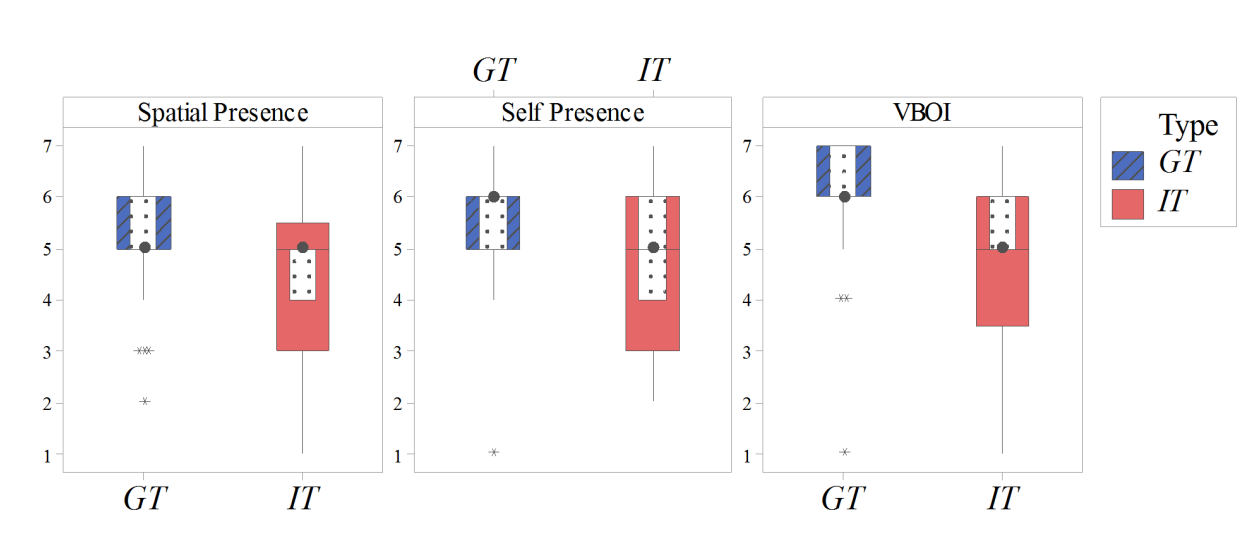 GT IT
Spatial Presence Self Presence VBOI
Type
GT
IT
7 7 7
6 6 6
5 5 5
4 4 4
3 3 3
2 2 2
1 1 1
GT IT GT IT